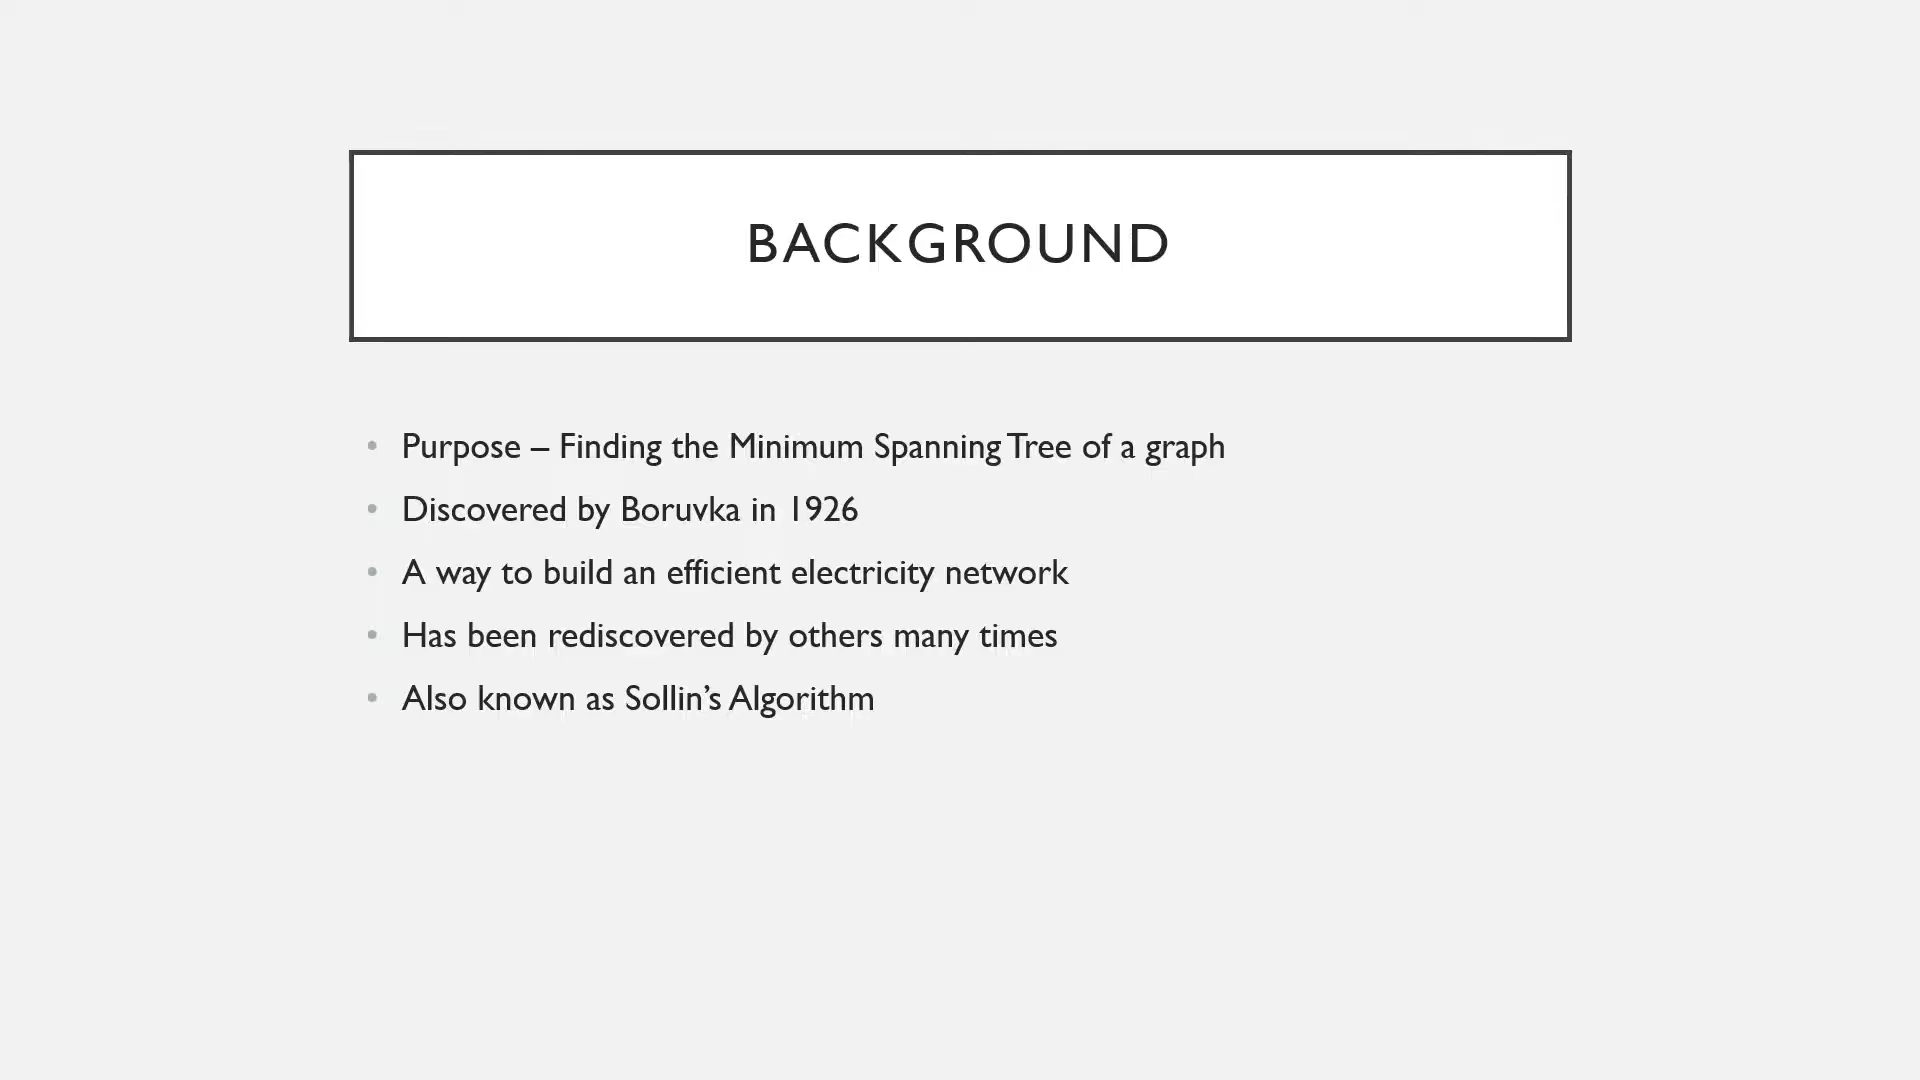 BACKGROUND
• Purpose – Finding the Minimum Spanning Tree of a graph
• Discovered by Boruvka in 1926
• A way to build an efficient electricity network
• Has been rediscovered by others many times
• Also known as Sollin’s Algorithm